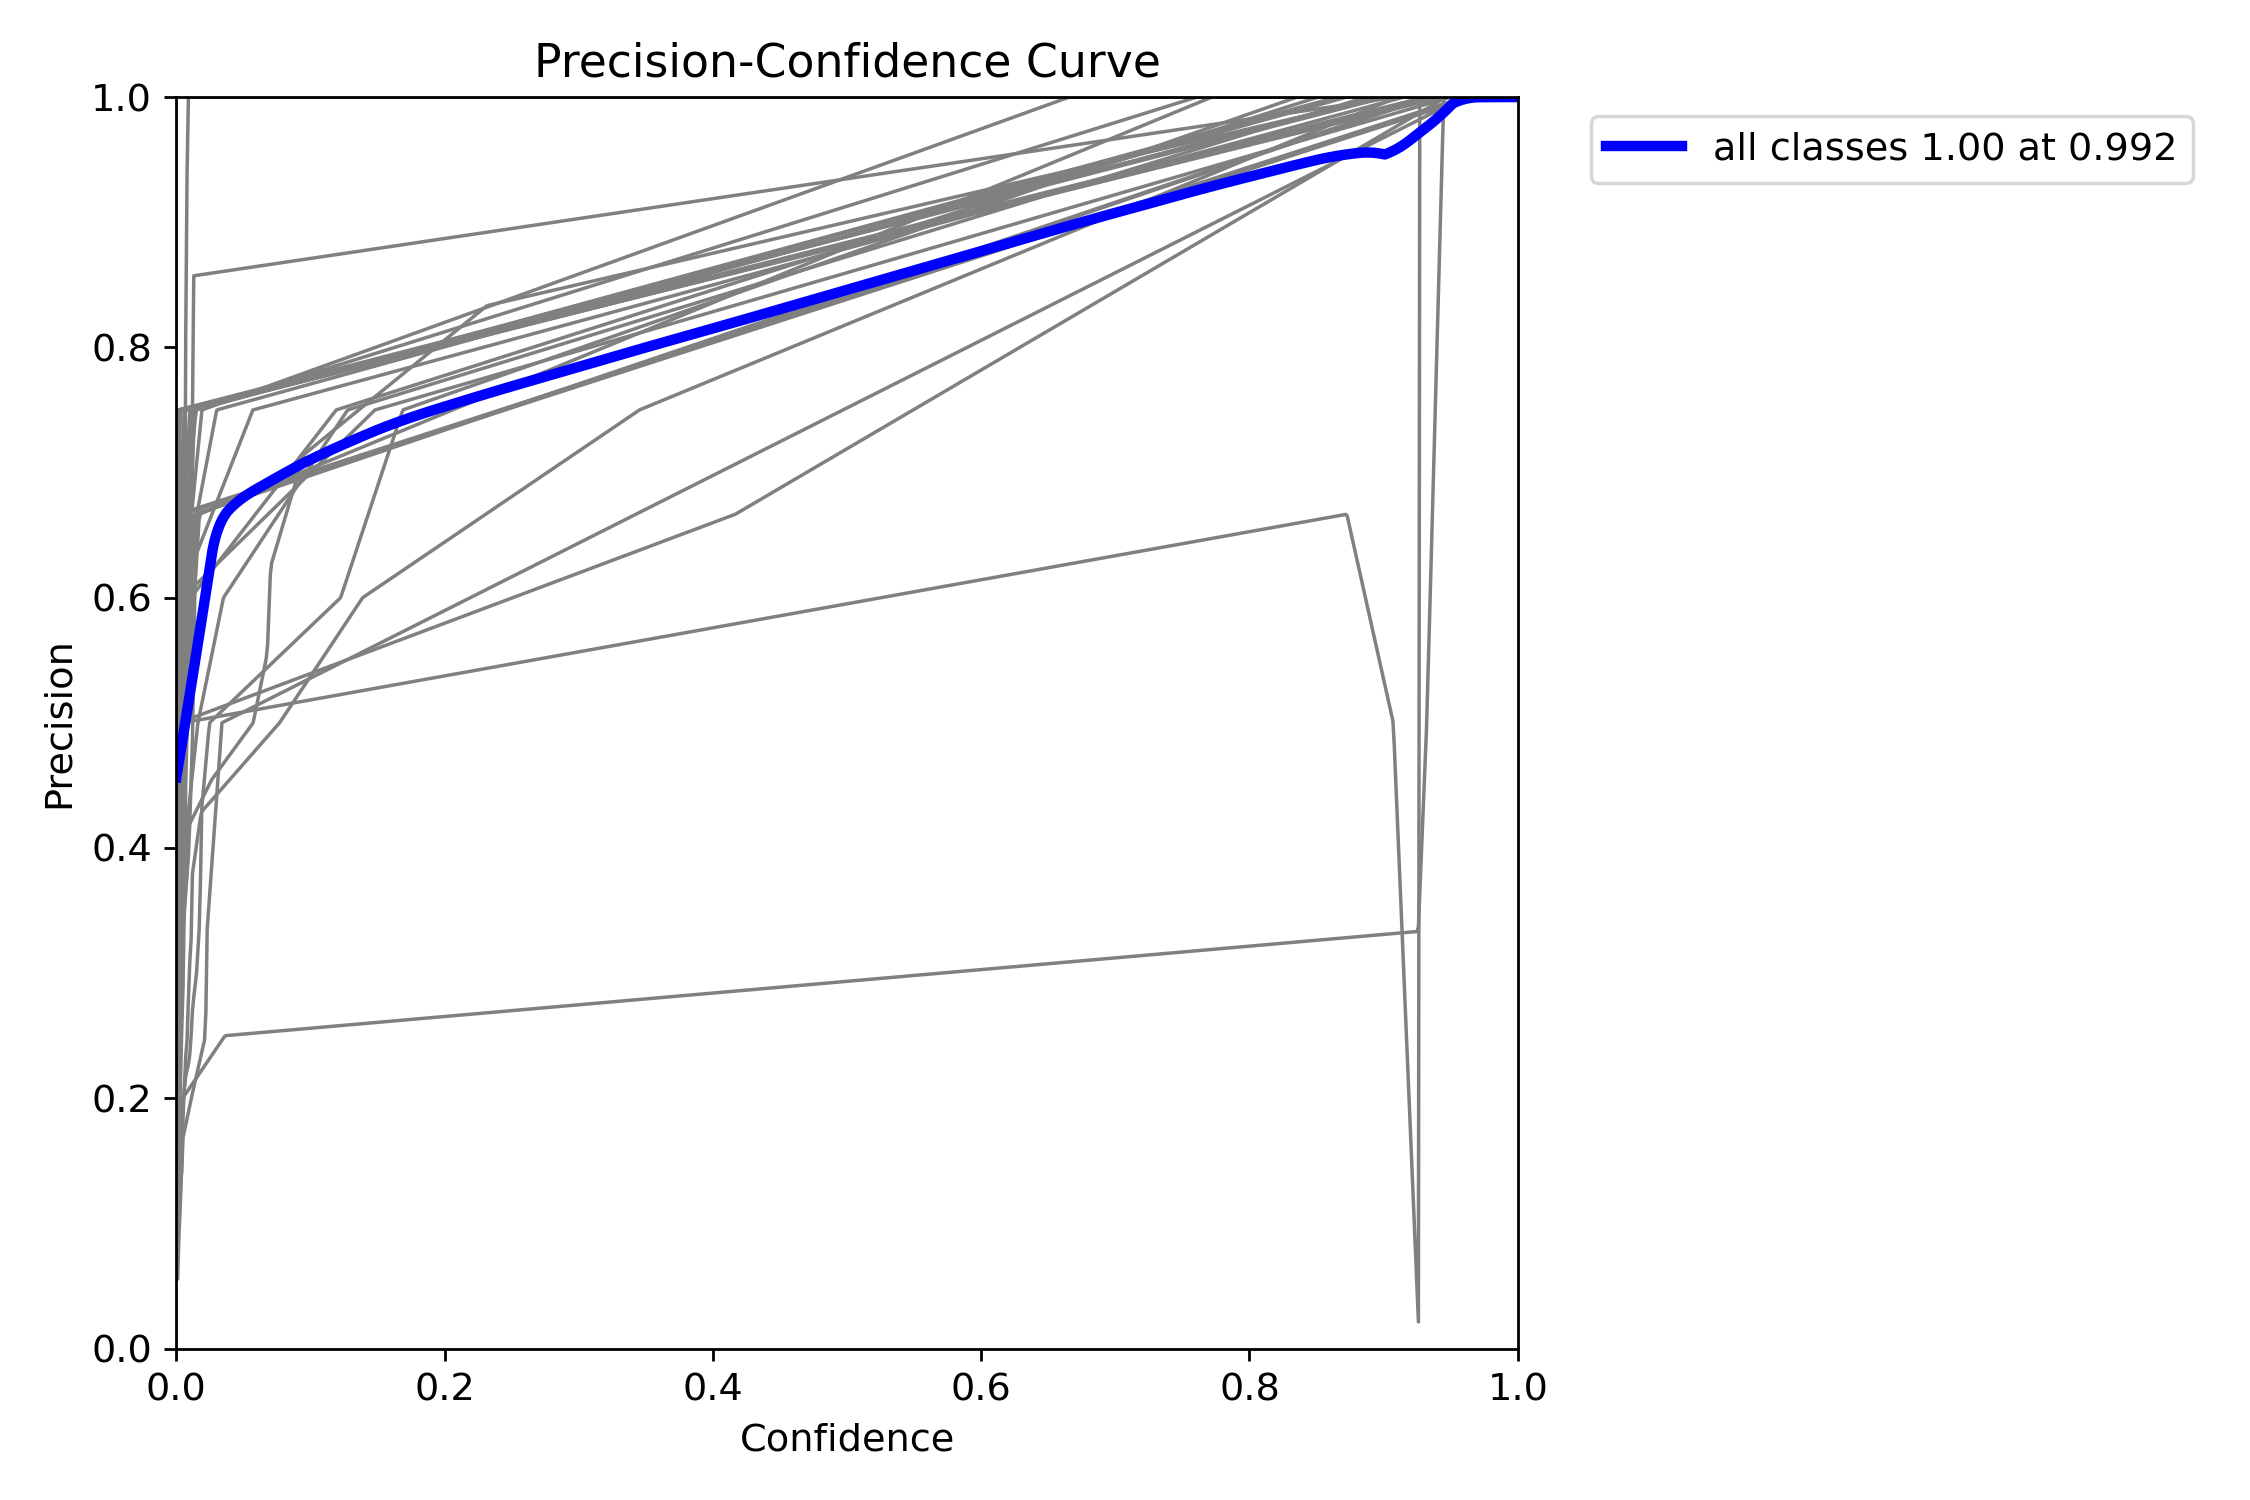 Precision-Confidence Curve
1.0
0.8
0.6
0.4
0.2
0.0
Precision
0.0 0.2 0.4 0.6 0.8 1.0
Confidence
all classes 1.00 at 0.992